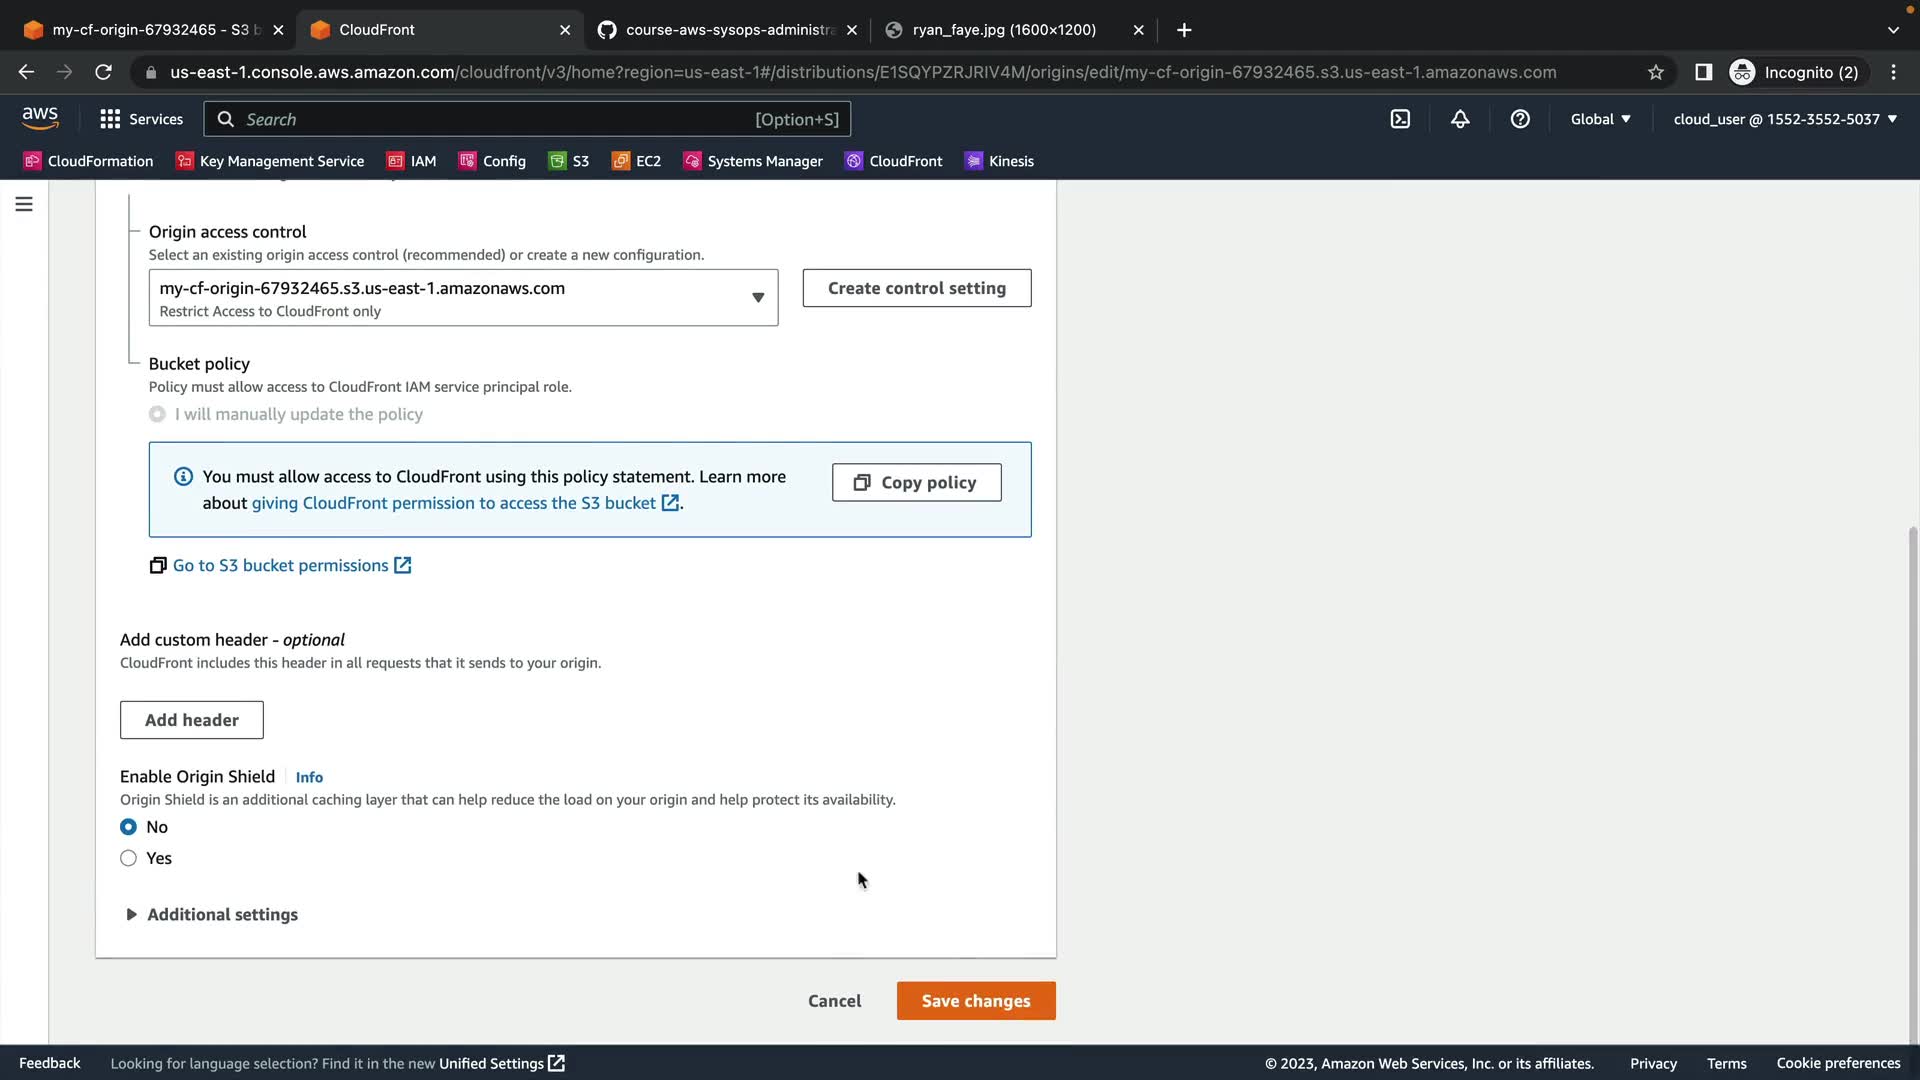 my-cf-origin-67932465 - S3 b
CloudFront
course-aws-sysops-administra
ryan_faye.jpg (1600×1200)
us-east-1.console.aws.amazon.com/cloudfront/v3/home?region=us-east-1#/distributions/E1SQYPZRJRIV4M/origins/edit/my-cf-origin-67932465.s3.us-east-1.amazonaws.com
Incognito (2)
aws
Services
Search
[Option+S]
Global
cloud_user @ 1552-3552-5037
CloudFormation
Key Management Service
IAM
Config
S3
EC2
Systems Manager
CloudFront
Kinesis
Origin access control
Select an existing origin access control (recommended) or create a new configuration.
my-cf-origin-67932465.s3.us-east-1.amazonaws.com
Restrict Access to CloudFront only
Create control setting
Bucket policy
Policy must allow access to CloudFront IAM service principal role.
I will manually update the policy
You must allow access to CloudFront using this policy statement. Learn more
about giving CloudFront permission to access the S3 bucket.
Copy policy
Go to S3 bucket permissions
Add custom header - optional
CloudFront includes this header in all requests that it sends to your origin.
Add header
Enable Origin Shield
Info
Origin Shield is an additional caching layer that can help reduce the load on your origin and help protect its availability.
No
Yes
Additional settings
Cancel
Save changes
Feedback
Looking for language selection? Find it in the new Unified Settings
© 2023, Amazon Web Services, Inc. or its affiliates.
Privacy
Terms
Cookie preferences